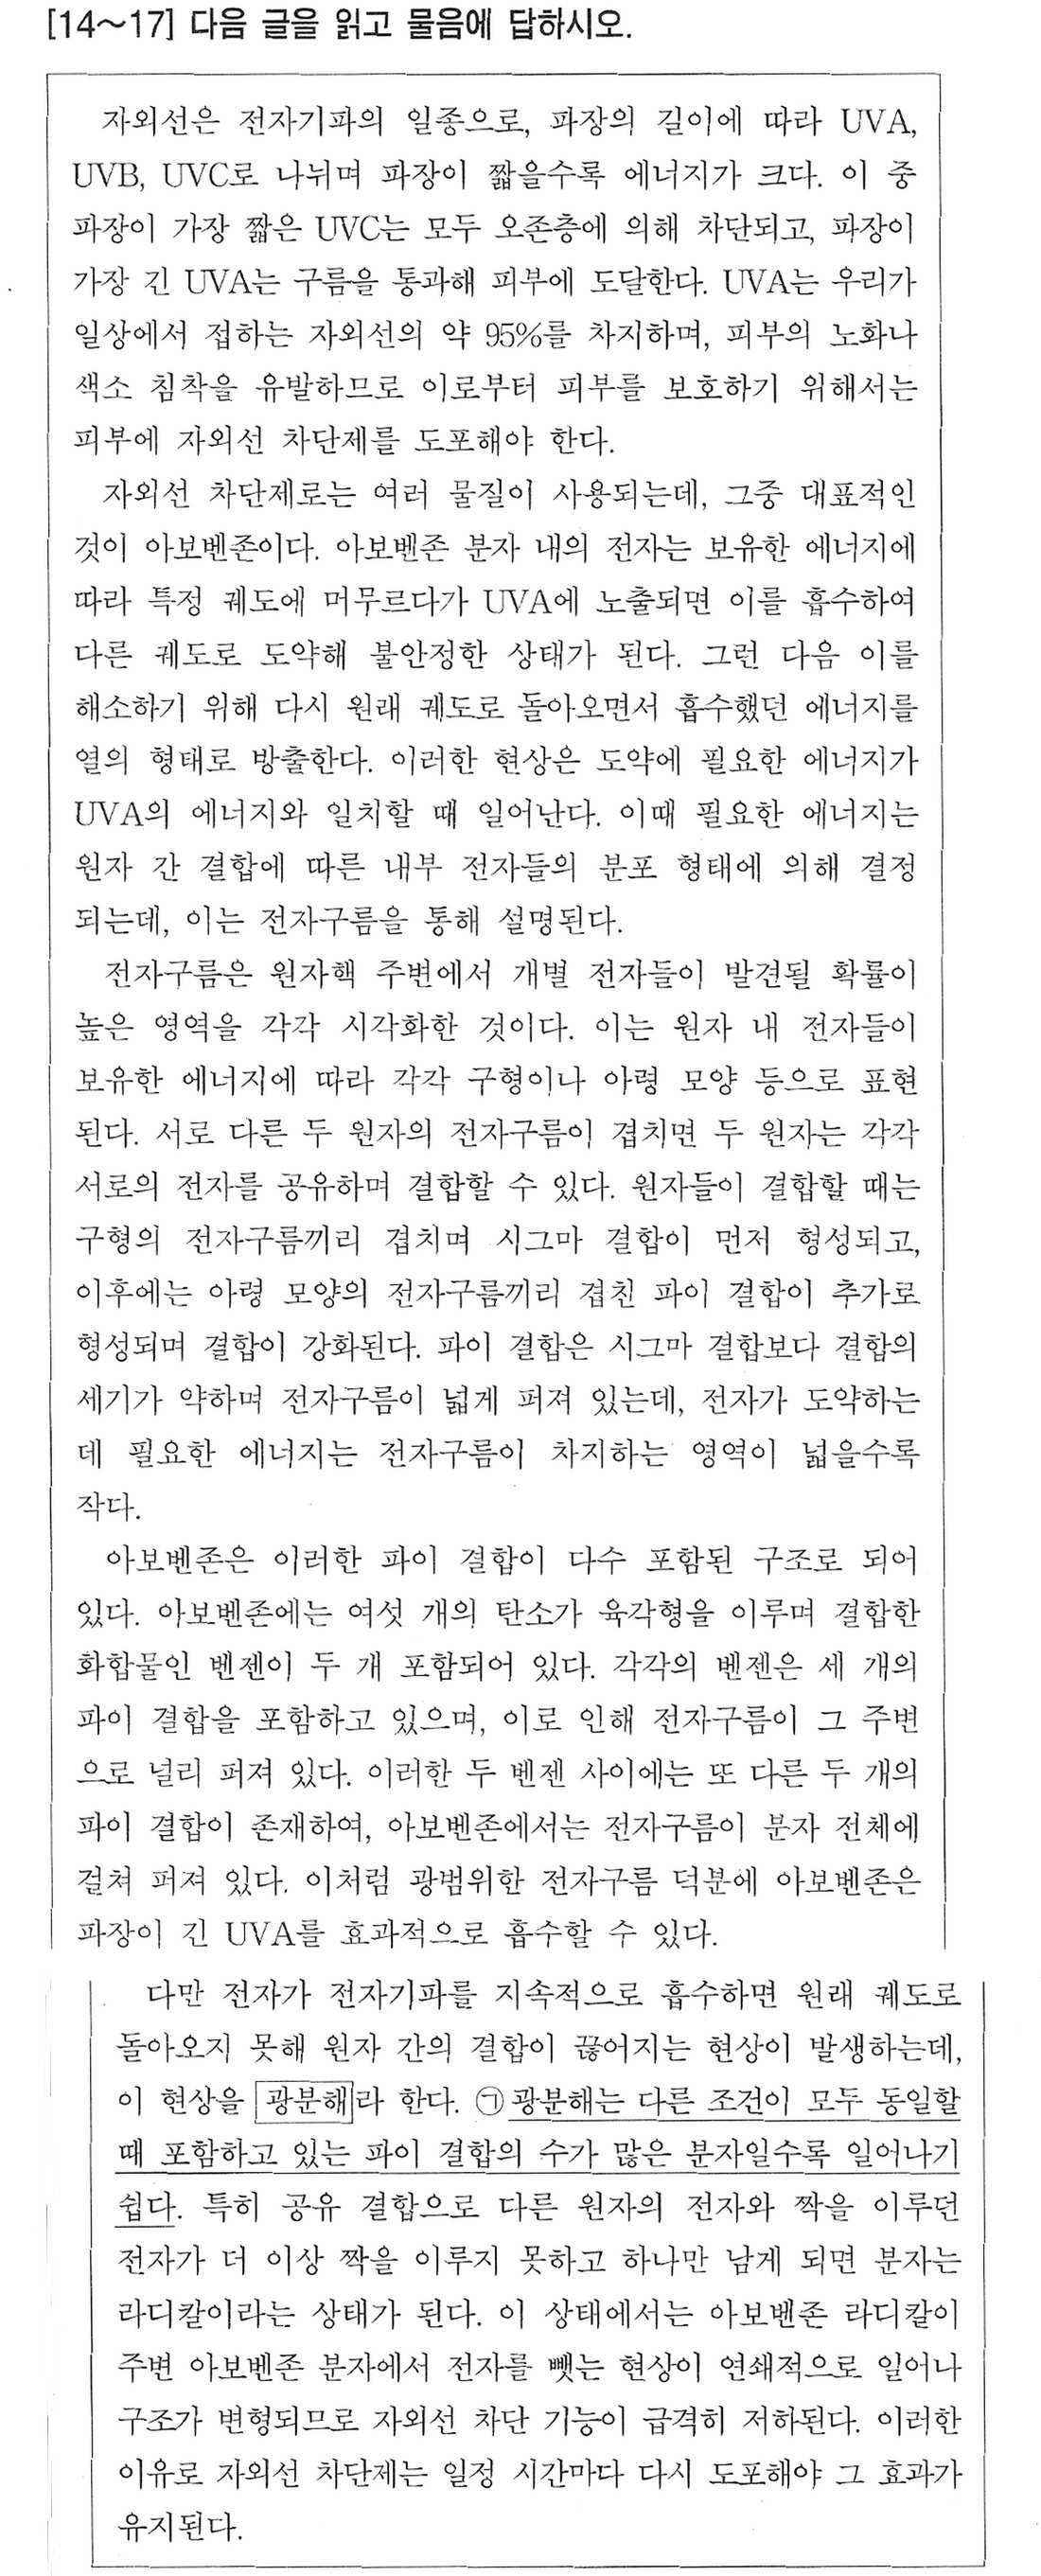 [14~17] 다음 글을 읽고 물음에 답하시오.
자외선은 전자기파의 일종으로, 파장의 길이에 따라 UVA,
UVB, UVC로 나뉘며 파장이 짧을수록 에너지가 크다. 이 중
파장이 가장 짧은 UVC는 모두 오존층에 의해 차단되고, 파장이
가장 긴 UVA는 구름을 통과해 피부에 도달한다. UVA는 우리가
일상에서 접하는 자외선의 약 95%를 차지하며, 피부의 노화나
색소 침착을 유발하므로 이로부터 피부를 보호하기 위해서는
피부에 자외선 차단제를 도포해야 한다.
자외선 차단제로는 여러 물질이 사용되는데, 그중 대표적인
것이 아보벤존이다. 아보벤존 분자 내의 전자는 보유한 에너지에
따라 특정 궤도에 머무르다가 UVA에 노출되면 이를 흡수하여
다른 궤도로 도약해 불안정한 상태가 된다. 그런 다음 이를
해소하기 위해 다시 원래 궤도로 돌아오면서 흡수했던 에너지를
열의 형태로 방출한다. 이러한 현상은 도약에 필요한 에너지가
UVA의 에너지와 일치할 때 일어난다. 이때 필요한 에너지는
원자 간 결합에 따른 내부 전자들의 분포 형태에 의해 결정
되는데, 이는 전자구름을 통해 설명된다.
전자구름은 원자핵 주변에서 개별 전자들이 발견될 확률이
높은 영역을 각각 시각화한 것이다. 이는 원자 내 전자들이
보유한 에너지에 따라 각각 구형이나 아령 모양 등으로 표현
된다. 서로 다른 두 원자의 전자구름이 겹치면 두 원자는 각각
서로의 전자를 공유하며 결합할 수 있다. 원자들이 결합할 때는
구형의 전자구름끼리 겹치며 시그마 결합이 먼저 형성되고,
이후에는 아령 모양의 전자구름끼리 겹친 파이 결합이 추가로
형성되며 결합이 강화된다. 파이 결합은 시그마 결합보다 결합의
세기가 약하며 전자구름이 넓게 퍼져 있는데, 전자가 도약하는
데 필요한 에너지는 전자구름이 차지하는 영역이 넓을수록
작다.
아보벤존은 이러한 파이 결합이 다수 포함된 구조로 되어
있다. 아보벤존에는 여섯 개의 탄소가 육각형을 이루며 결합한
화합물인 벤젠이 두 개 포함되어 있다. 각각의 벤젠은 세 개의
파이 결합을 포함하고 있으며, 이로 인해 전자구름이 그 주변
으로 널리 퍼져 있다. 이러한 두 벤젠 사이에는 또 다른 두 개의
파이 결합이 존재하여, 아보벤존에서는 전자구름이 분자 전체에
걸쳐 퍼져 있다. 이처럼 광범위한 전자구름 덕분에 아보벤존은
파장이 긴 UVA를 효과적으로 흡수할 수 있다.
다만 전자가 전자기파를 지속적으로 흡수하면 원래 궤도로
돌아오지 못해 원자 간의 결합이 끊어지는 현상이 발생하는데,
이 현상을 광분해라 한다. ㉠광분해는 다른 조건이 모두 동일할
때 포함하고 있는 파이 결합의 수가 많은 분자일수록 일어나기
쉽다. 특히 공유 결합으로 다른 원자의 전자와 짝을 이루던
전자가 더 이상 짝을 이루지 못하고 하나만 남게 되면 분자는
라디칼이라는 상태가 된다. 이 상태에서는 아보벤존 라디칼이
주변 아보벤존 분자에서 전자를 뺏는 현상이 연쇄적으로 일어나
구조가 변형되므로 자외선 차단 기능이 급격히 저하된다. 이러한
이유로 자외선 차단제는 일정 시간마다 다시 도포해야 그 효과가
유지된다.